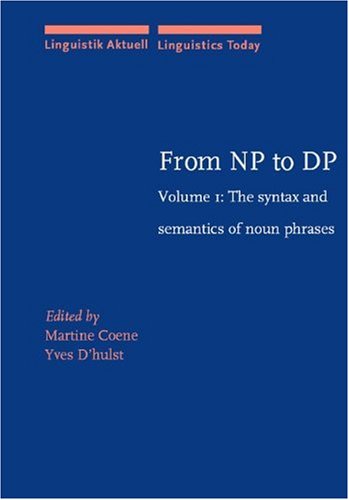 Linguistik Aktuell Linguistics Today
From NP to DP
Volume 1: The syntax and
semantics of noun phrases
Edited by
Martine Coene
Yves D'hulst